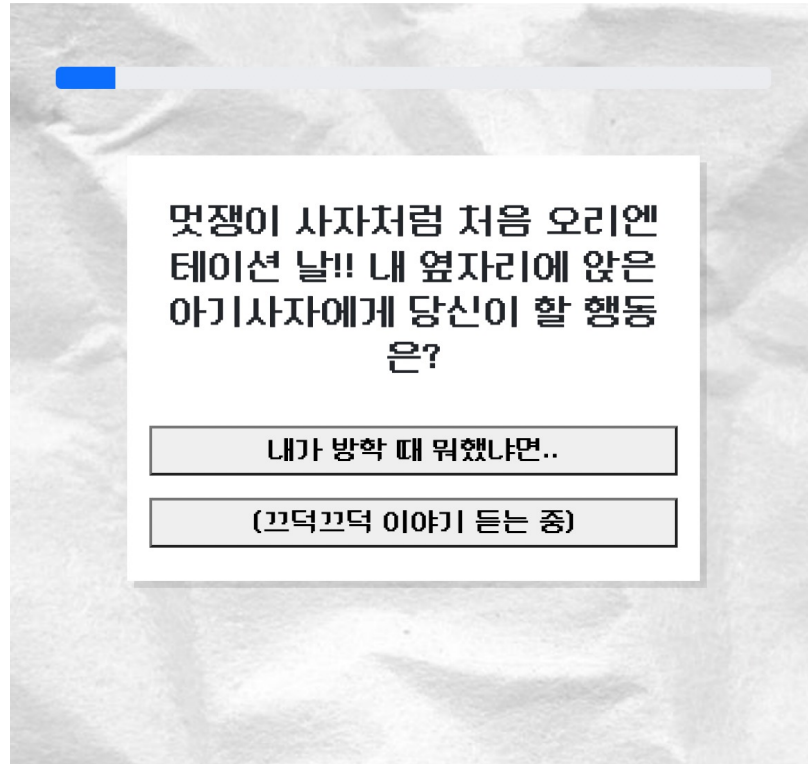 멋쟁이 사자처럼 처음 오리엔
테이션 날!! 내 옆자리에 앉은
아기사자에게 당신이 할 행동
은?
내가 방학 때 뭐했냐면..
(끄덕끄덕 이야기 듣는 중)